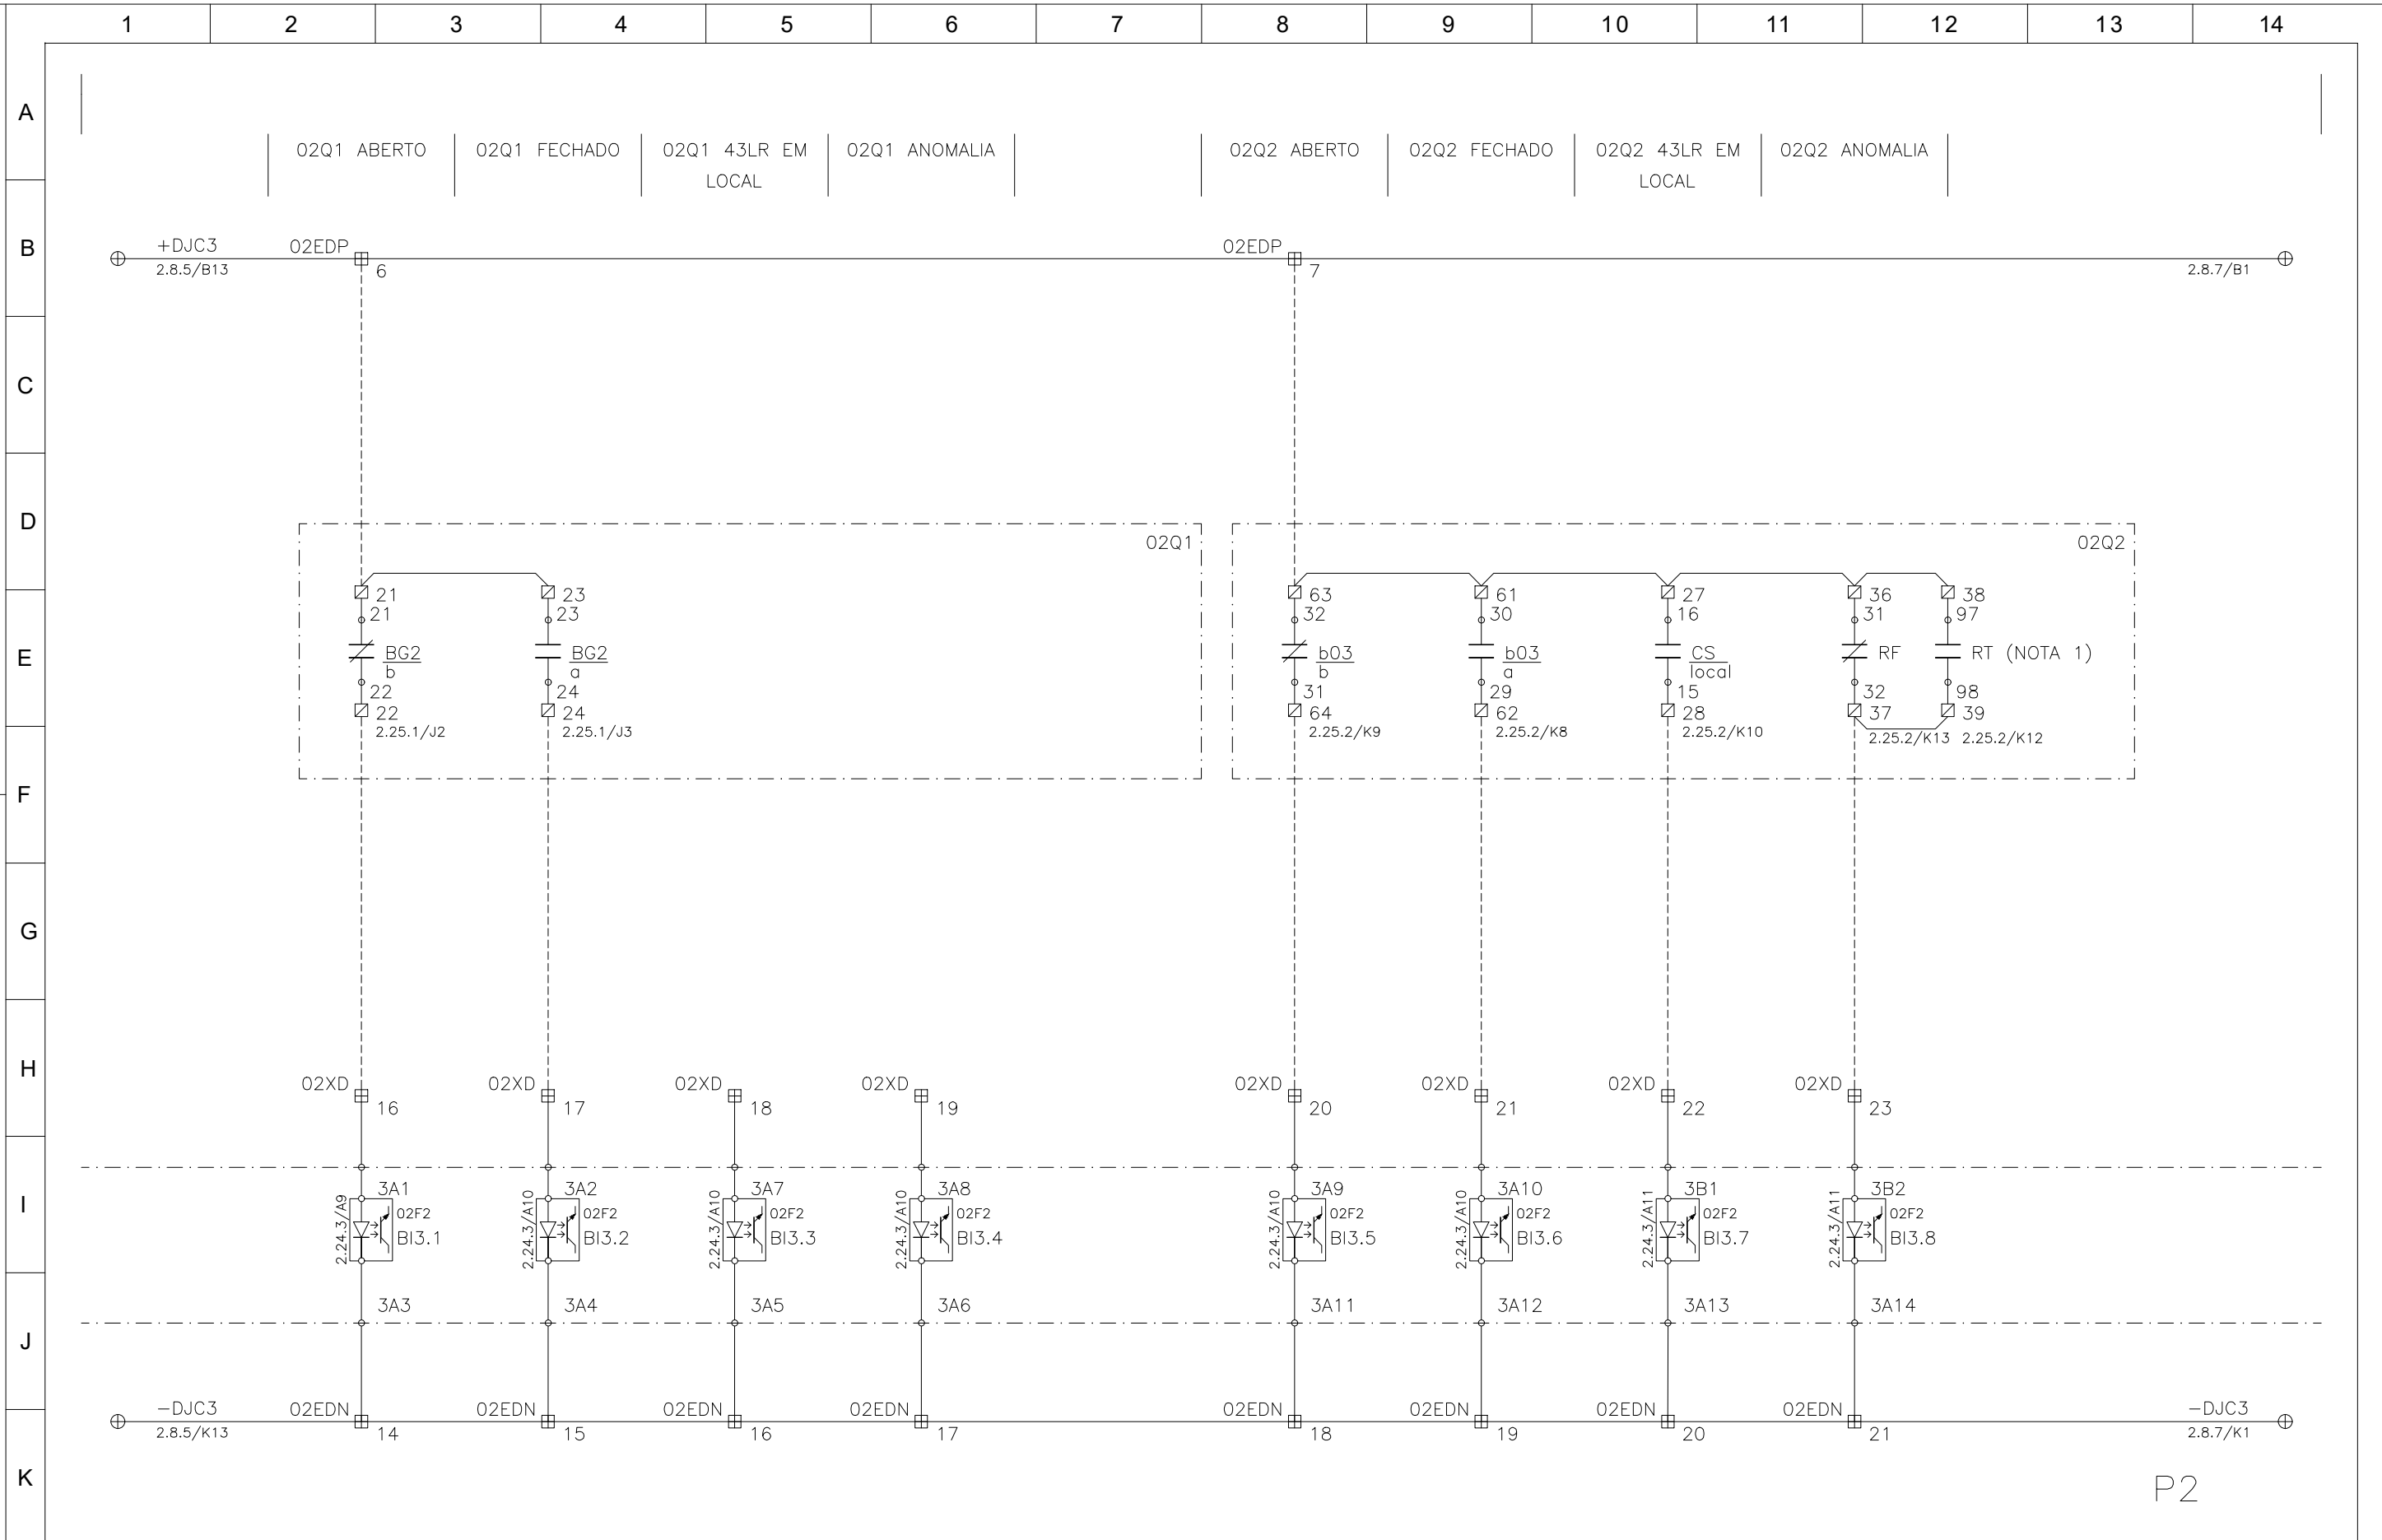 1 2 3 4 5 6 7 8 9 10 11 12 13 14
A
02Q1 ABERTO 02Q1 FECHADO 02Q1 43LR EM 02Q1 ANOMALIA 02Q2 ABERTO 02Q2 FECHADO 02Q2 43LR EM 02Q2 ANOMALIA
LOCAL LOCAL
B
+DJC3 02EDP 02EDP
2.8.5/B13 6 7 2.8.7/B1
C
D
02Q1 02Q2
21 23 63 61 27 36 38
21 23 32 30 16 31 97
E
BG2 BG2 b03 b03 CS RF RT (NOTA 1)
b a b a local
22 24 31 29 15 32 98
22 24 64 62 28 37 39
2.25.1/J2 2.25.1/J3 2.25.2/K9 2.25.2/K8 2.25.2/K10 2.25.2/K13 2.25.2/K12
F
G
H
02XD 02XD 02XD 02XD 02XD 02XD 02XD 02XD
16 17 18 19 20 21 22 23
I
3A1 3A2 3A7 3A8 3A9 3A10 3B1 3B2
2.24.3/A9 2.24.3/A10 2.24.3/A10 2.24.3/A10 2.24.3/A10 2.24.3/A10 2.24.3/A11 2.24.3/A11
02F2 02F2 02F2 02F2 02F2 02F2 02F2 02F2
BI3.1 BI3.2 BI3.3 BI3.4 BI3.5 BI3.6 BI3.7 BI3.8
3A3 3A4 3A5 3A6 3A11 3A12 3A13 3A14
J
-DJC3 02EDN 02EDN 02EDN 02EDN 02EDN 02EDN 02EDN 02EDN -DJC3
2.8.5/K13 14 15 16 17 18 19 20 21 2.8.7/K1
K
P2